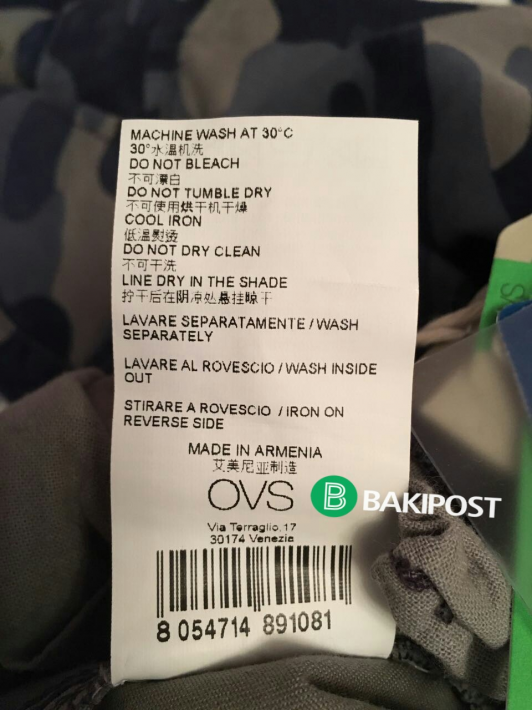 MACHINE WASH AT 30°C
30°水温机洗
DO NOT BLEACH
不可漂白
DO NOT TUMBLE DRY
不可使用烘干机干燥
COOL IRON
低温熨烫
DO NOT DRY CLEAN
不可干洗
LINE DRY IN THE SHADE
拧干后在阴凉处悬挂晾干
LAVARE SEPARATAMENTE / WASH
SEPARATELY
LAVARE AL ROVESCIO / WASH INSIDE
OUT
STIRARE A ROVESCIO / IRON ON
REVERSE SIDE
MADE IN ARMENIA
艾美尼亚制造
OVS
B BAKIPOST
Via Terraglio, 17
30174 Venezia
8 054714 891081